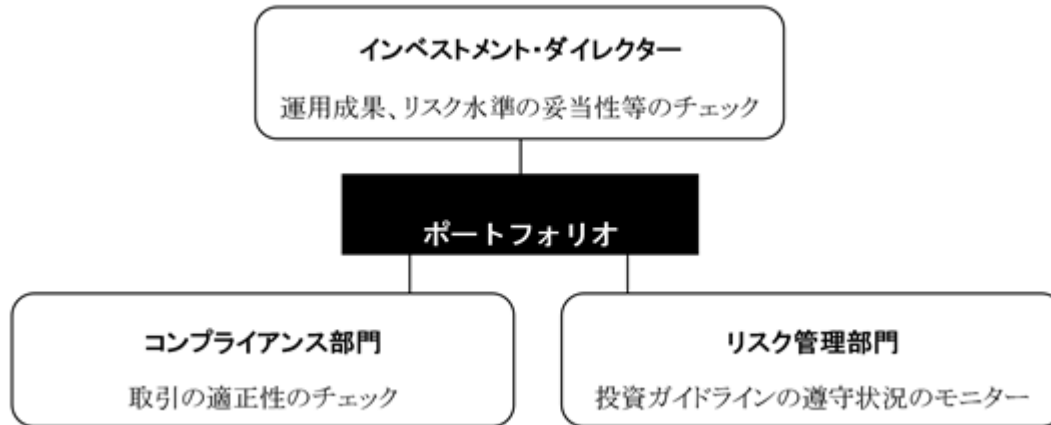 インベストメント・ダイレクター
運用成果、リスク水準の妥当性等のチェック
ポートフォリオ
コンプライアンス部門
取引の適正性のチェック
リスク管理部門
投資ガイドラインの遵守状況のモニター